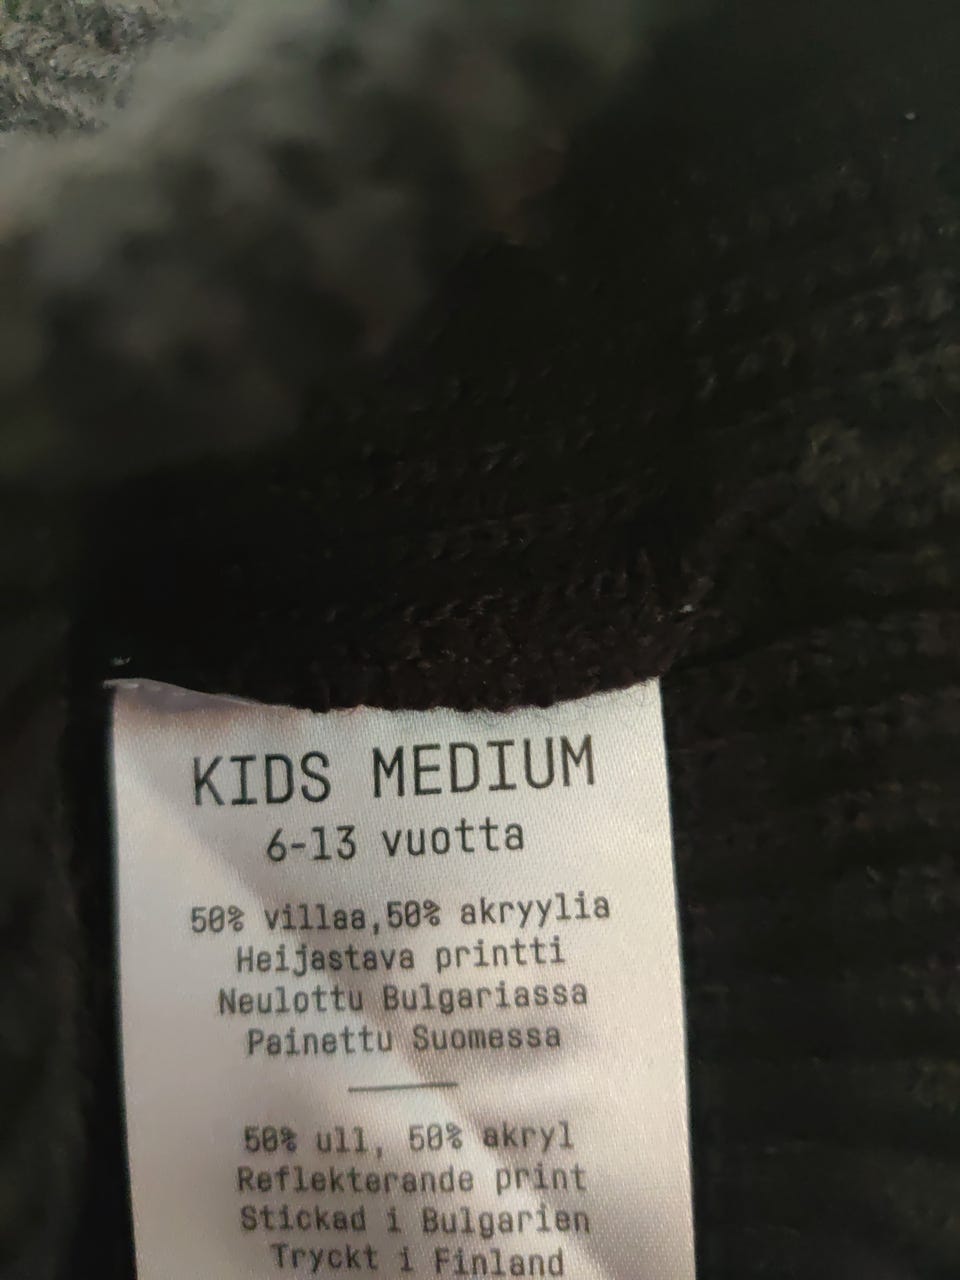 KIDS MEDIUM
6-13 vuotta
50% villaa,50% akryylia
Heijastava printti
Neulottu Bulgariassa
Painettu Suomessa
50% ull, 50% akryl
Reflekterande print
Stickad i Bulgarien
Tryckt i Finland